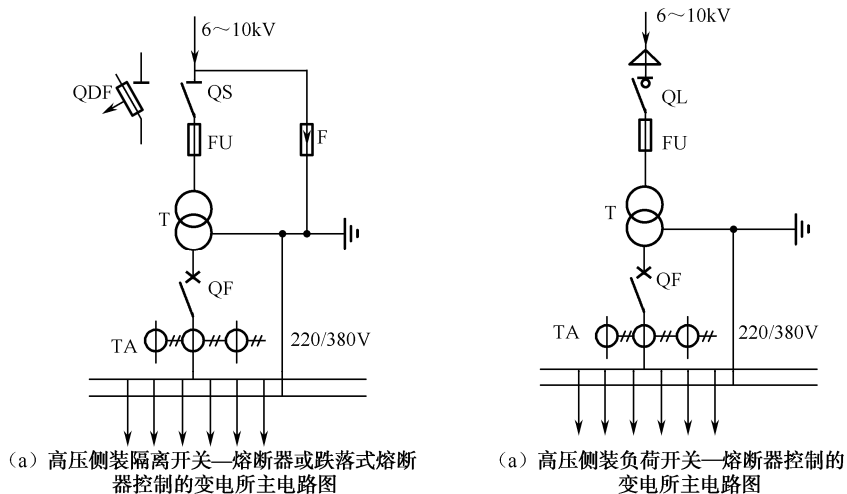 6～10kV
QDF
QS
FU
F
T
QF
TA
220/380V
（a）高压侧装隔离开关—熔断器或跌落式熔断
器控制的变电所主电路图
6～10kV
QL
FU
T
QF
TA
220/380V
（a）高压侧装负荷开关—熔断器控制的
变电所主电路图